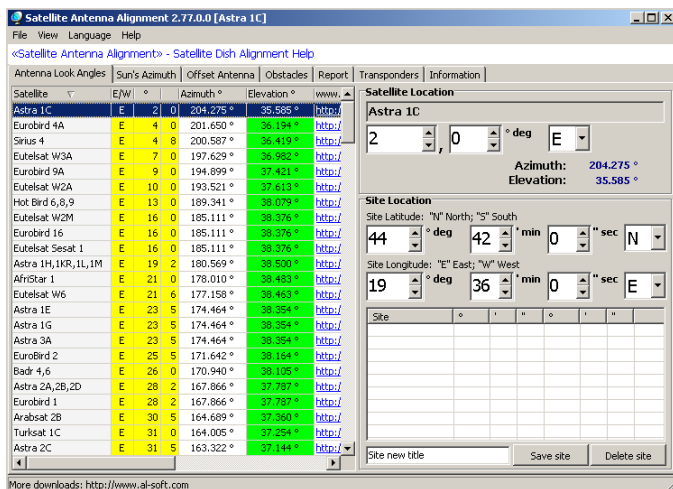 Satellite Antenna Alignment 2.77.0.0 [Astra 1C]
File View Language Help
«Satellite Antenna Alignment» - Satellite Dish Alignment Help
Antenna Look Angles Sun's Azimuth Offset Antenna Obstacles Report Transponders Information
Satellite E/W ° Azimuth ° Elevation ° www.
Astra 1C E 2 0 204.275 ° 35.585 ° http:/
Eurobird 4A E 4 0 201.650 ° 36.194 ° http:/
Sirius 4 E 4 8 200.587 ° 36.419 ° http:/
Eutelsat W3A E 7 0 197.629 ° 36.982 ° http:/
Eurobird 9A E 9 0 194.899 ° 37.421 ° http:/
Eutelsat W2A E 10 0 193.521 ° 37.613 ° http:/
Hot Bird 6,8,9 E 13 0 189.341 ° 38.079 ° http:/
Eutelsat W2M E 16 0 185.111 ° 38.376 ° http:/
Eurobird 16 E 16 0 185.111 ° 38.376 ° http:/
Eutelsat Sesat 1 E 16 0 185.111 ° 38.376 ° http:/
Astra 1H,1KR,1L,1M E 19 2 180.569 ° 38.500 ° http:/
AfriStar 1 E 21 0 178.010 ° 38.483 ° http:/
Eutelsat W6 E 21 6 177.158 ° 38.463 ° http:/
Astra 1E E 23 5 174.464 ° 38.354 ° http:/
Astra 1G E 23 5 174.464 ° 38.354 ° http:/
Astra 3A E 23 5 174.464 ° 38.354 ° http:/
EuroBird 2 E 25 5 171.642 ° 38.164 ° http:/
Badr 4,6 E 26 0 170.940 ° 38.105 ° http:/
Astra 2A,2B,2D E 28 2 167.866 ° 37.787 ° http:/
Eurobird 1 E 28 2 167.866 ° 37.787 ° http:/
Arabsat 2B E 30 5 164.689 ° 37.360 ° http:/
Turksat 1C E 31 0 164.005 ° 37.254 ° http:/
Astra 2C E 31 5 163.322 ° 37.144 ° http:/
Satellite Location
Astra 1C
2 , 0 ° deg E
Azimuth: 204.275 °
Elevation: 35.585 °
Site Location
Site Latitude: "N" North; "S" South
44 ° deg 42 ' min 0 " sec N
Site Longitude: "E" East; "W" West
19 ° deg 36 ' min 0 " sec E
Site ° ' " ° ' "
Site new title Save site Delete site
More downloads: http://www.al-soft.com